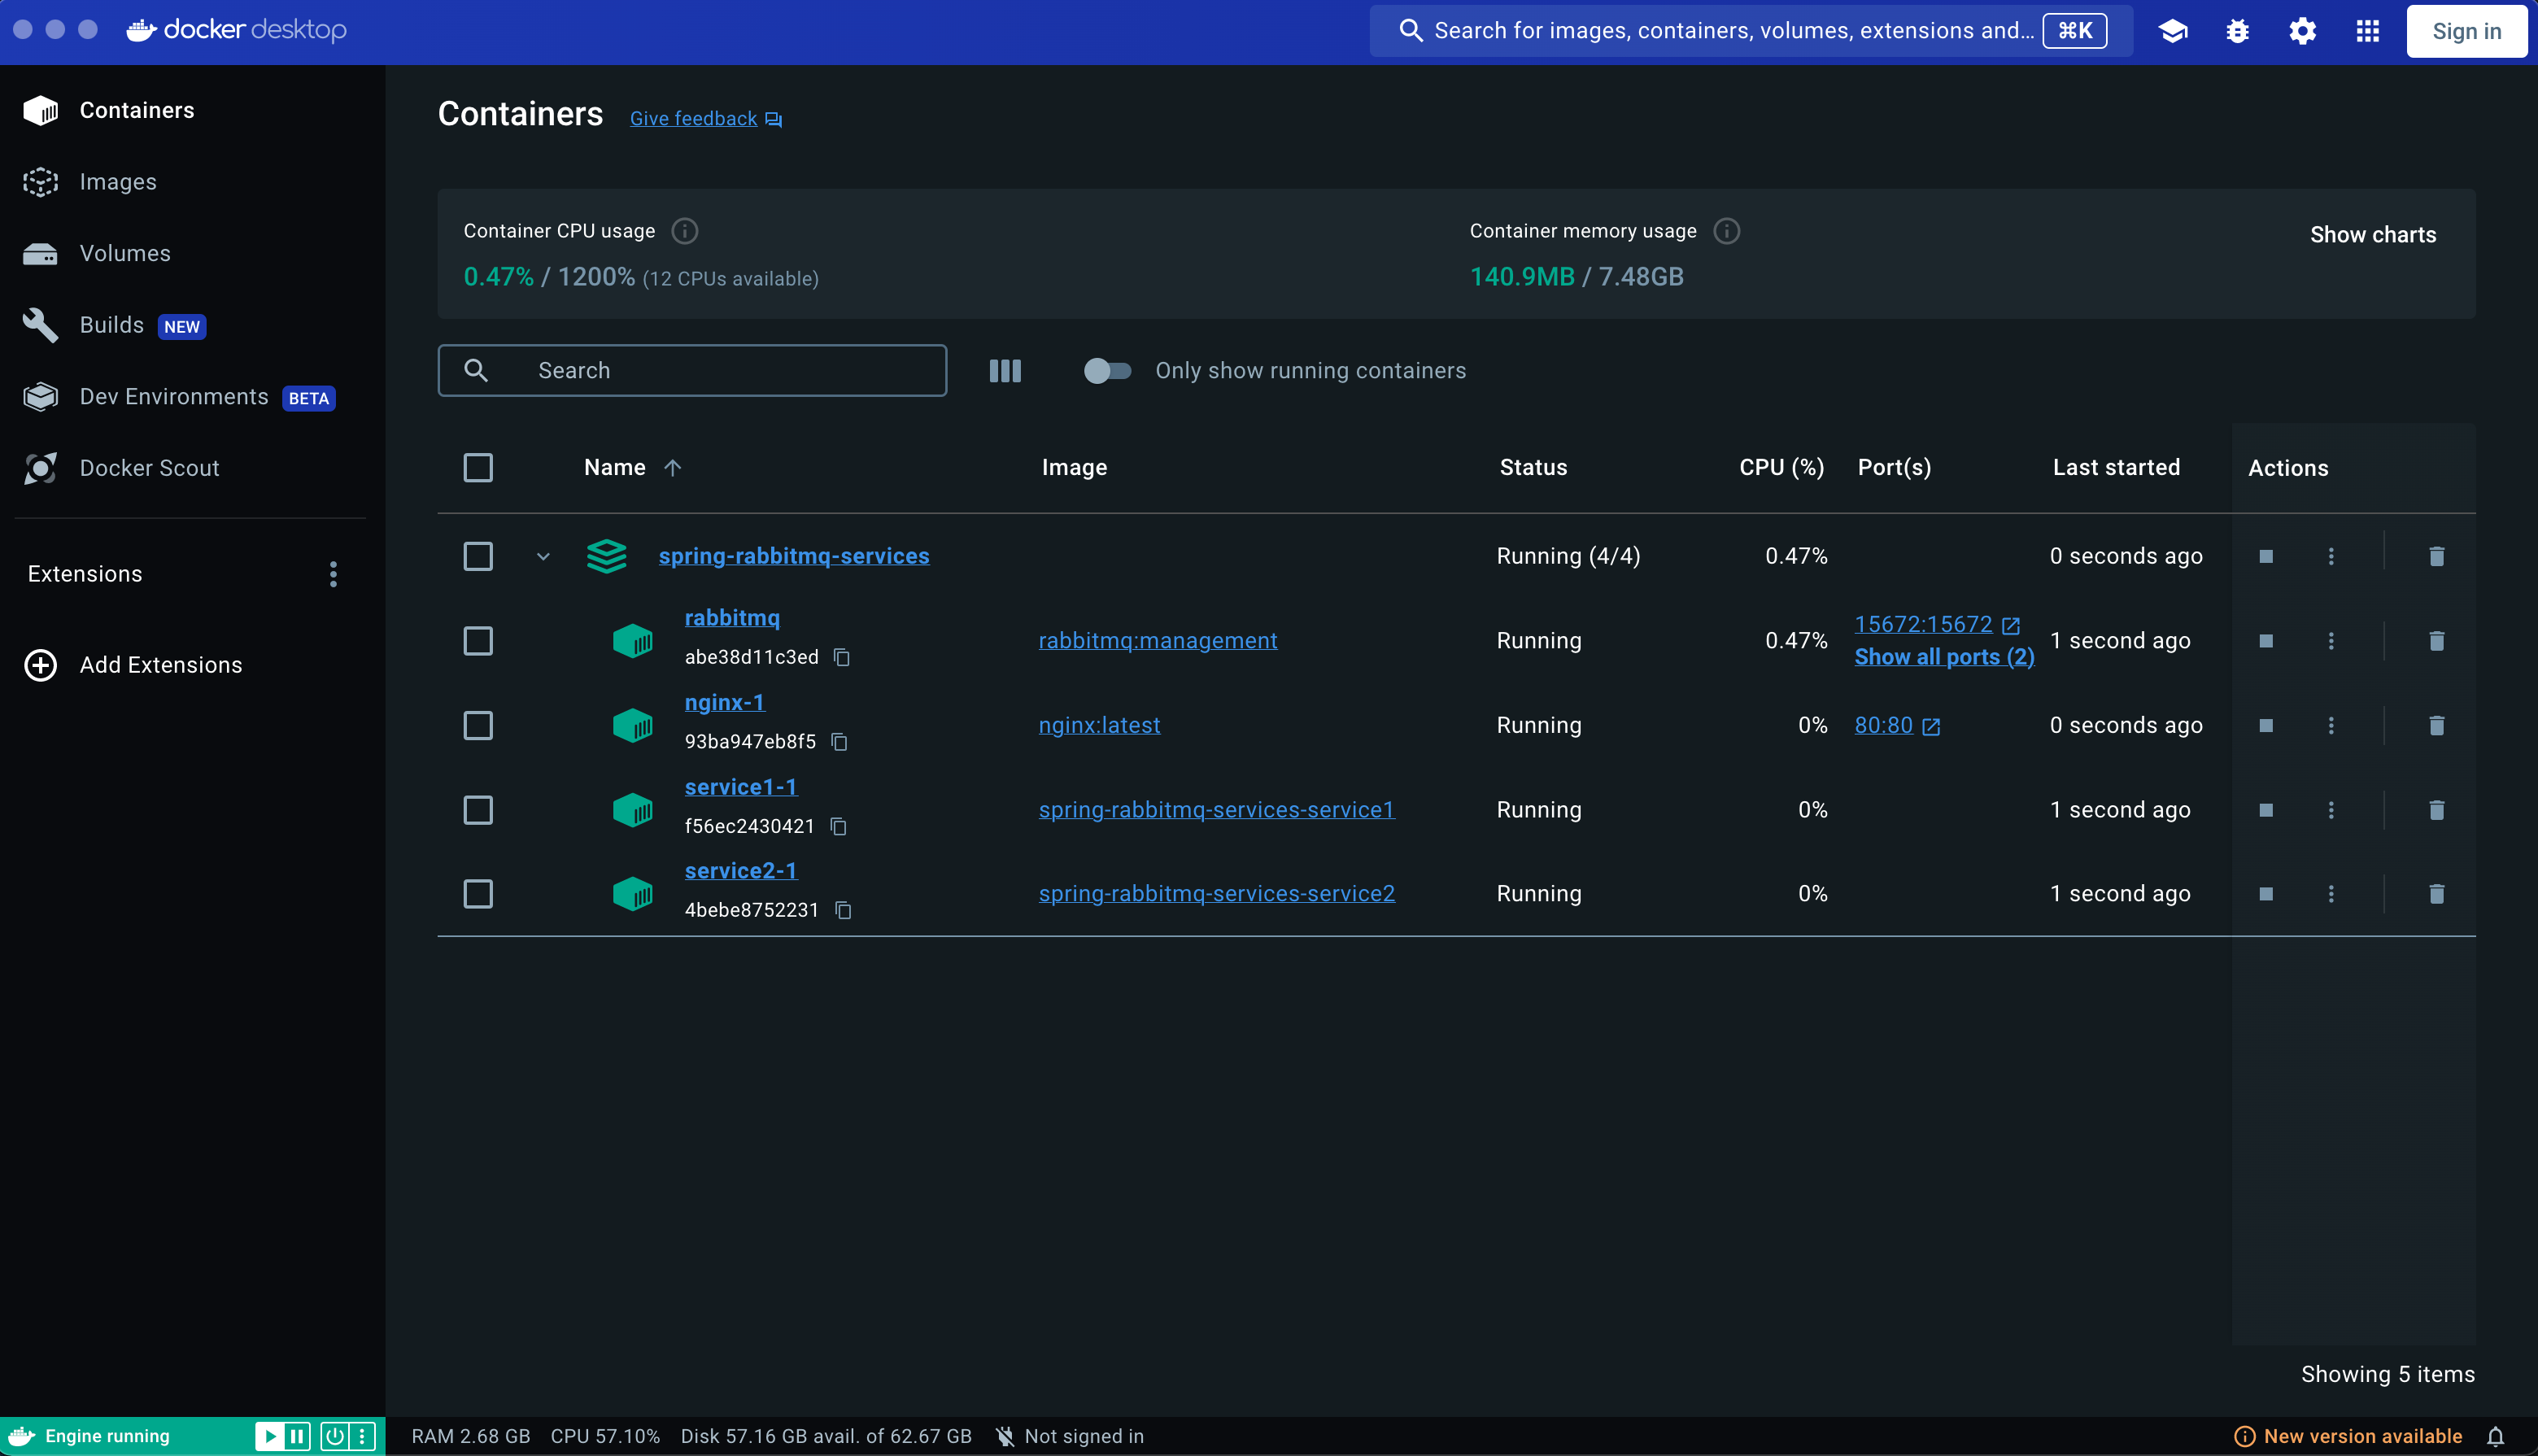 docker desktop
Search for images, containers, volumes, extensions and... ⌘K
Sign in
Containers
Images
Volumes
Builds NEW
Dev Environments BETA
Docker Scout
Extensions
Add Extensions
Containers Give feedback
Container CPU usage
0.47% / 1200% (12 CPUs available)
Container memory usage
140.9MB / 7.48GB
Show charts
Search
Only show running containers
Name Image Status CPU (%) Port(s) Last started Actions
spring-rabbitmq-services Running (4/4) 0.47% 0 seconds ago
rabbitmq
abe38d11c3ed
rabbitmq:management Running 0.47%
15672:15672
Show all ports (2)
1 second ago
nginx-1
93ba947eb8f5
nginx:latest Running 0% 80:80 0 seconds ago
service1-1
f56ec2430421
spring-rabbitmq-services-service1 Running 0% 1 second ago
service2-1
4bebe8752231
spring-rabbitmq-services-service2 Running 0% 1 second ago
Showing 5 items
Engine running
RAM 2.68 GB CPU 57.10% Disk 57.16 GB avail. of 62.67 GB Not signed in
New version available